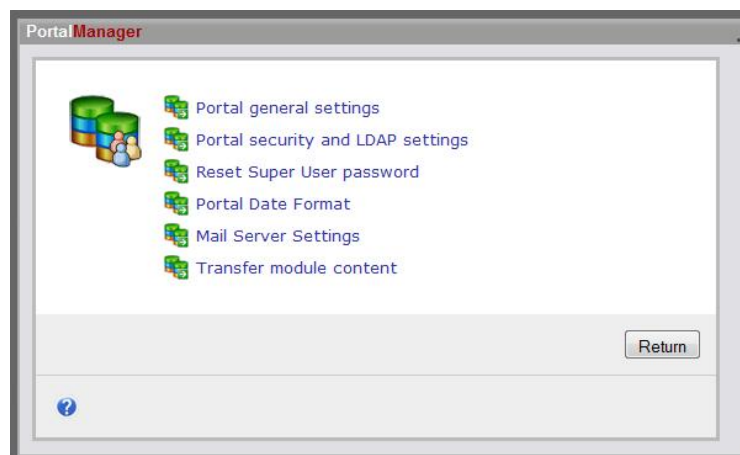 PortalManager
Portal general settings
Portal security and LDAP settings
Reset Super User password
Portal Date Format
Mail Server Settings
Transfer module content
Return
?